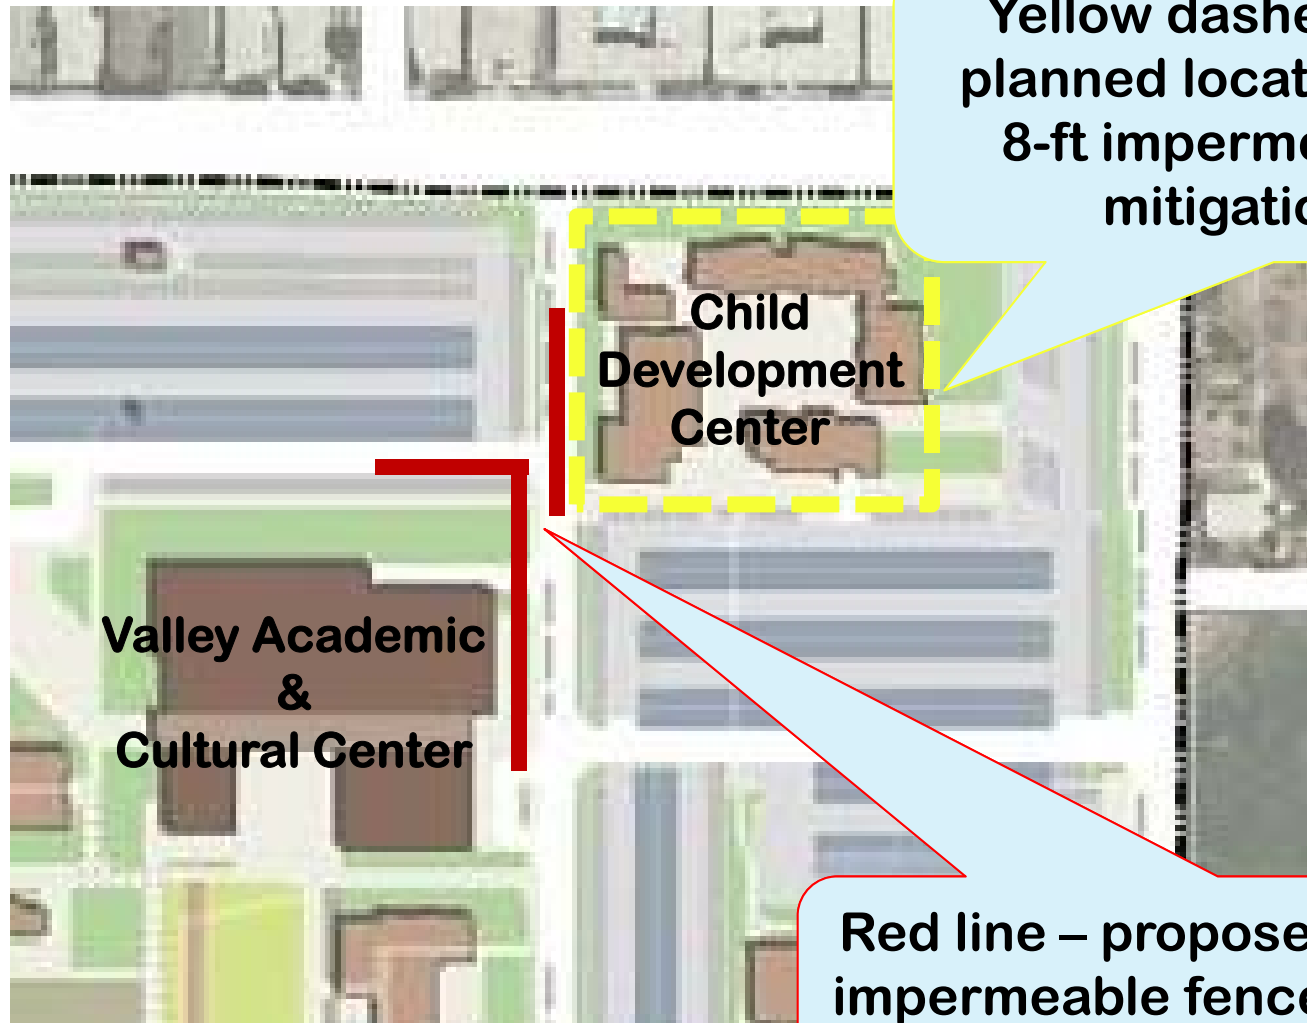 Yellow dashe
planned locat
8-ft imperme
mitigatio
Child
Development
Center
Valley Academic
&
Cultural Center
Red line – propose
impermeable fence